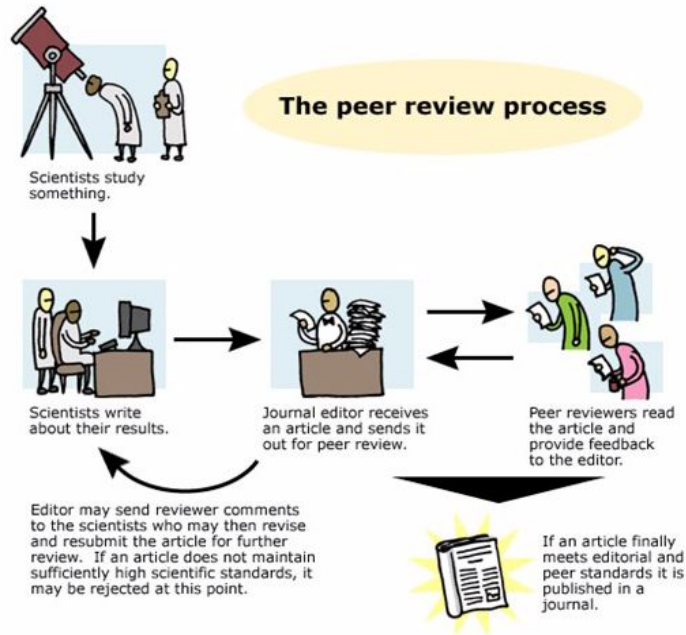 The peer review process
Scientists study
something.
Scientists write
about their results.
Journal editor receives
an article and sends it
out for peer review.
Peer reviewers read
the article and
provide feedback
to the editor.
Editor may send reviewer comments
to the scientists who may then revise
and resubmit the article for further
review. If an article does not maintain
sufficiently high scientific standards, it
may be rejected at this point.
If an article finally
meets editorial and
peer standards it is
published in a
journal.